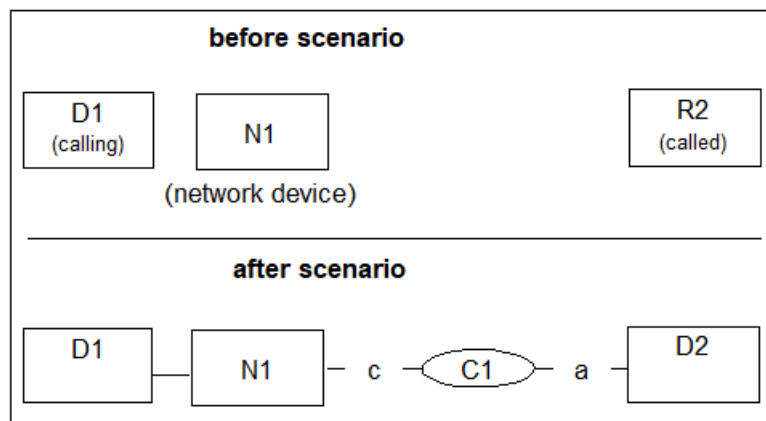 before scenario
D1
(calling)
N1
(network device)
R2
(called)
after scenario
D1
N1
c
C1
a
D2